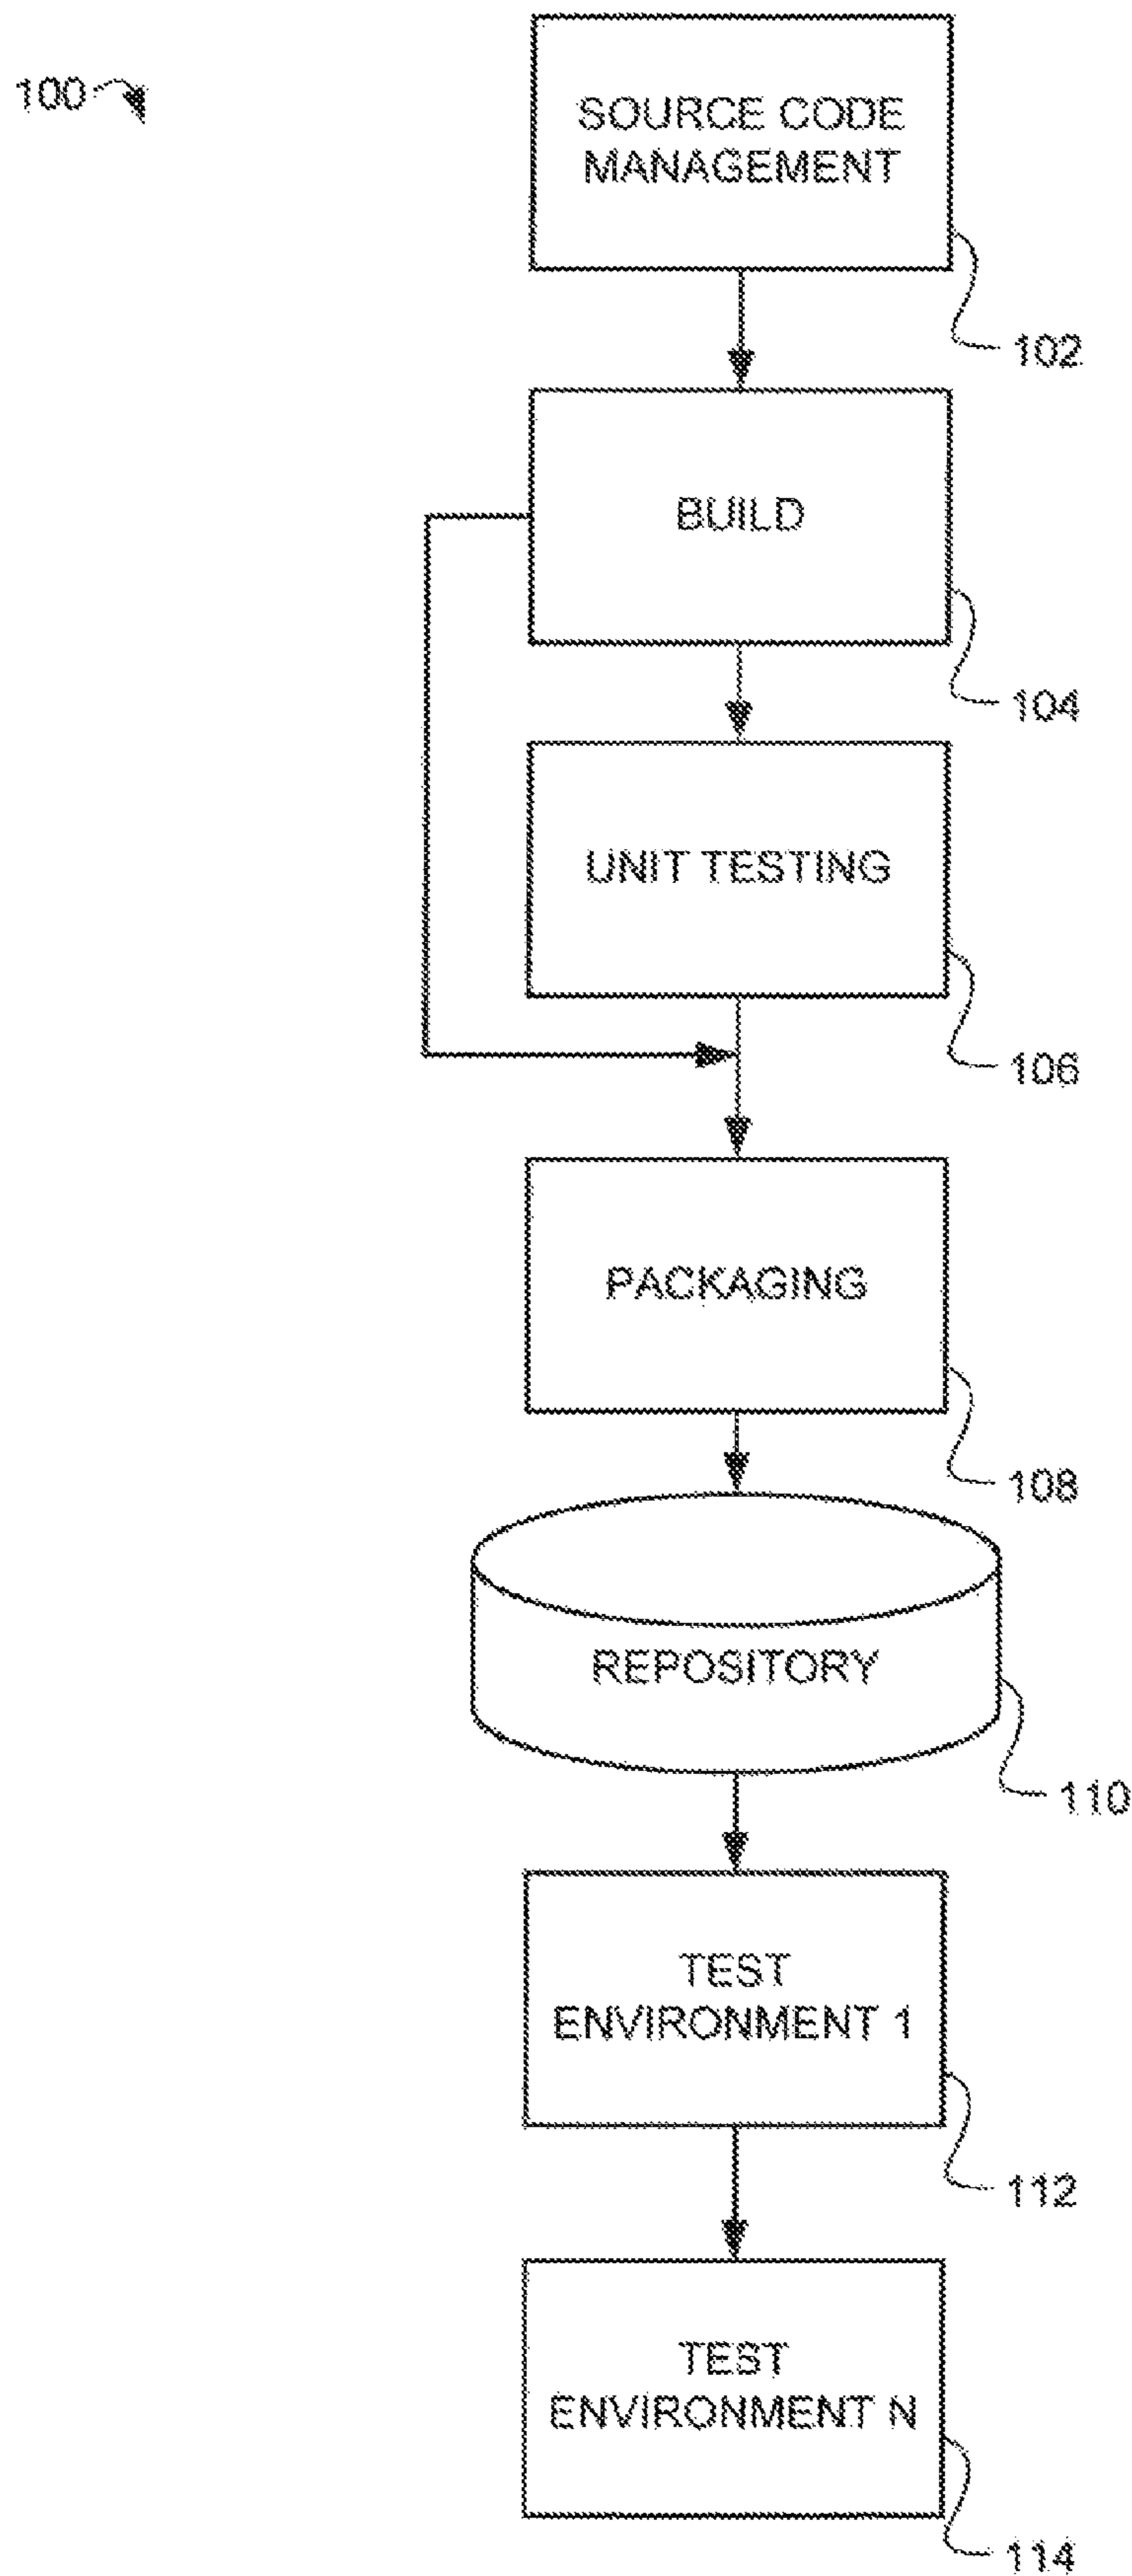 100
SOURCE CODE
MANAGEMENT
102
BUILD
104
UNIT TESTING
106
PACKAGING
108
REPOSITORY
110
TEST
ENVIRONMENT 1
112
TEST
ENVIRONMENT N
114